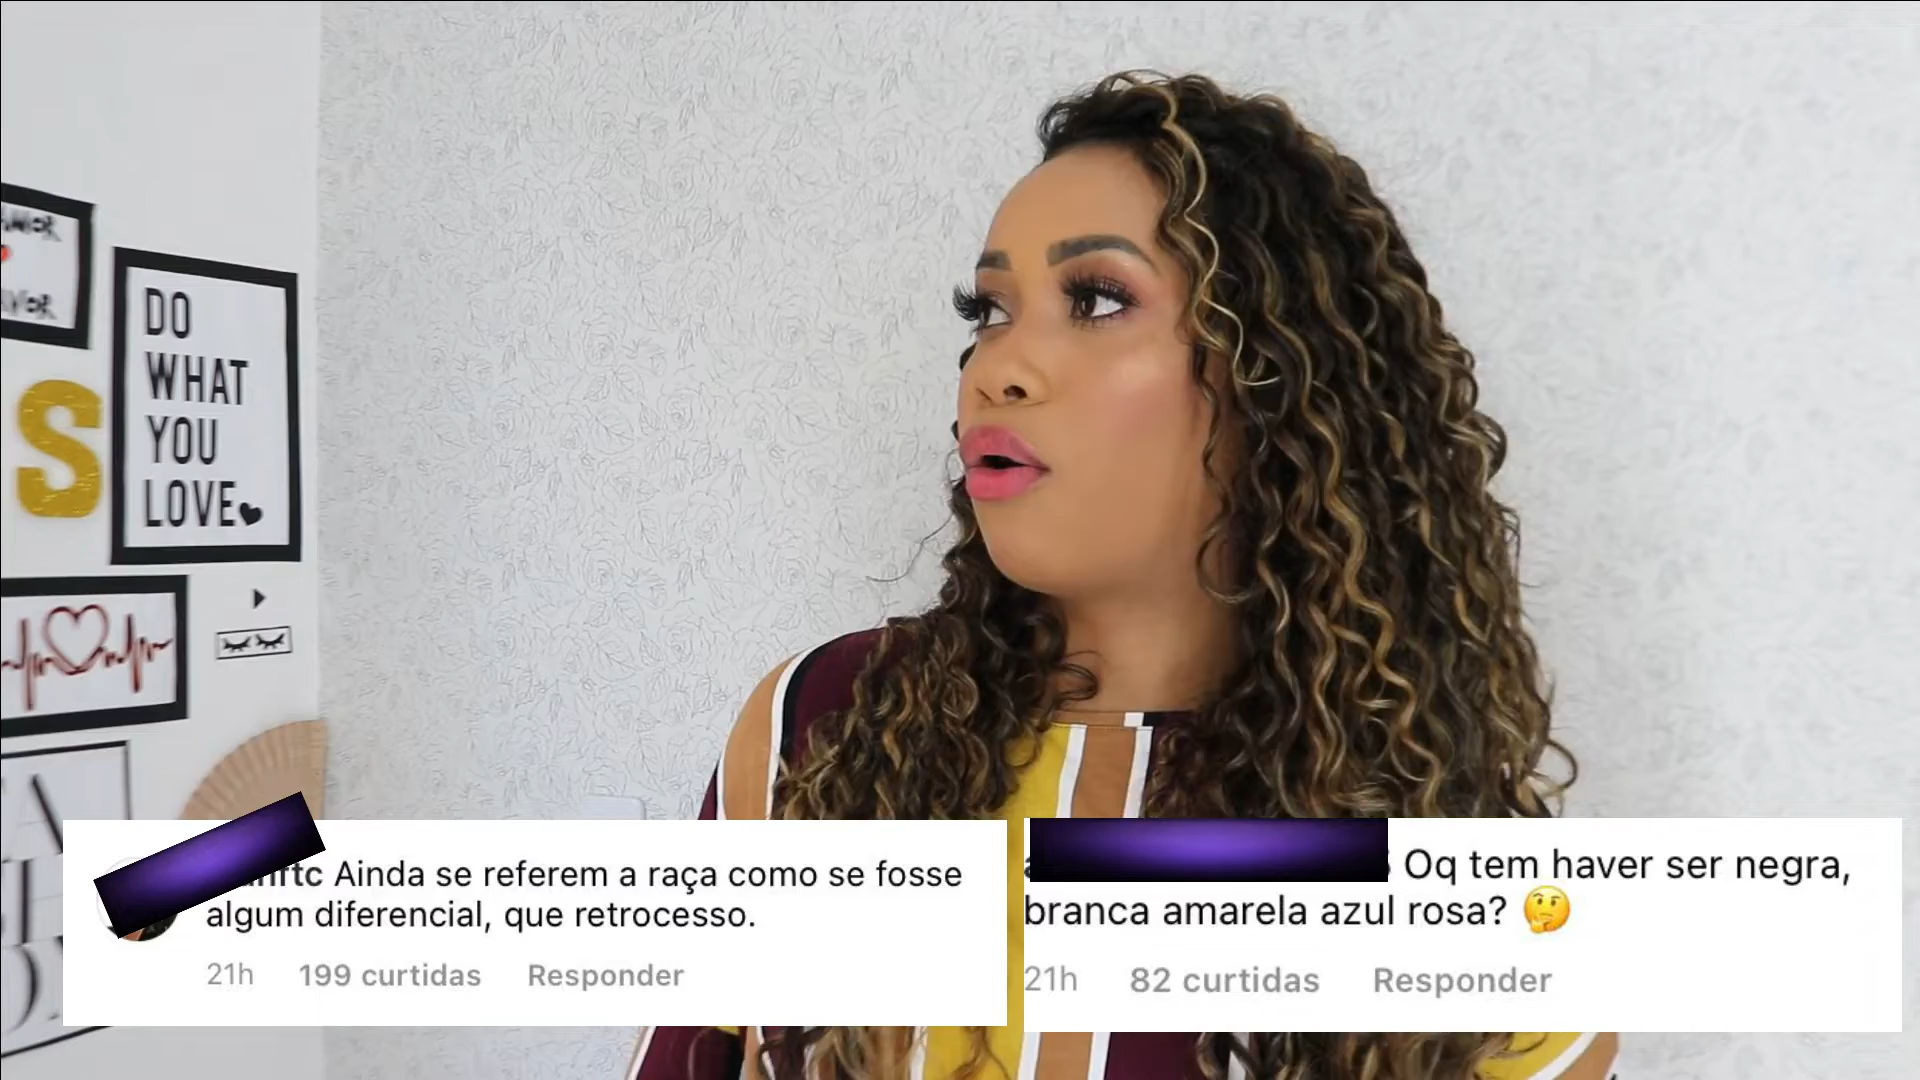 DO
WHAT
YOU
LOVE
S
Ainda se referem a raça como se fosse
algum diferencial, que retrocesso.
21h 199 curtidas Responder
Oq tem haver ser negra,
branca amarela azul rosa? 🤔
21h 82 curtidas Responder